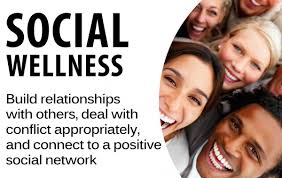 SOCIAL
WELLNESS
Build relationships
with others, deal with
conflict appropriately,
and connect to a positive
social network